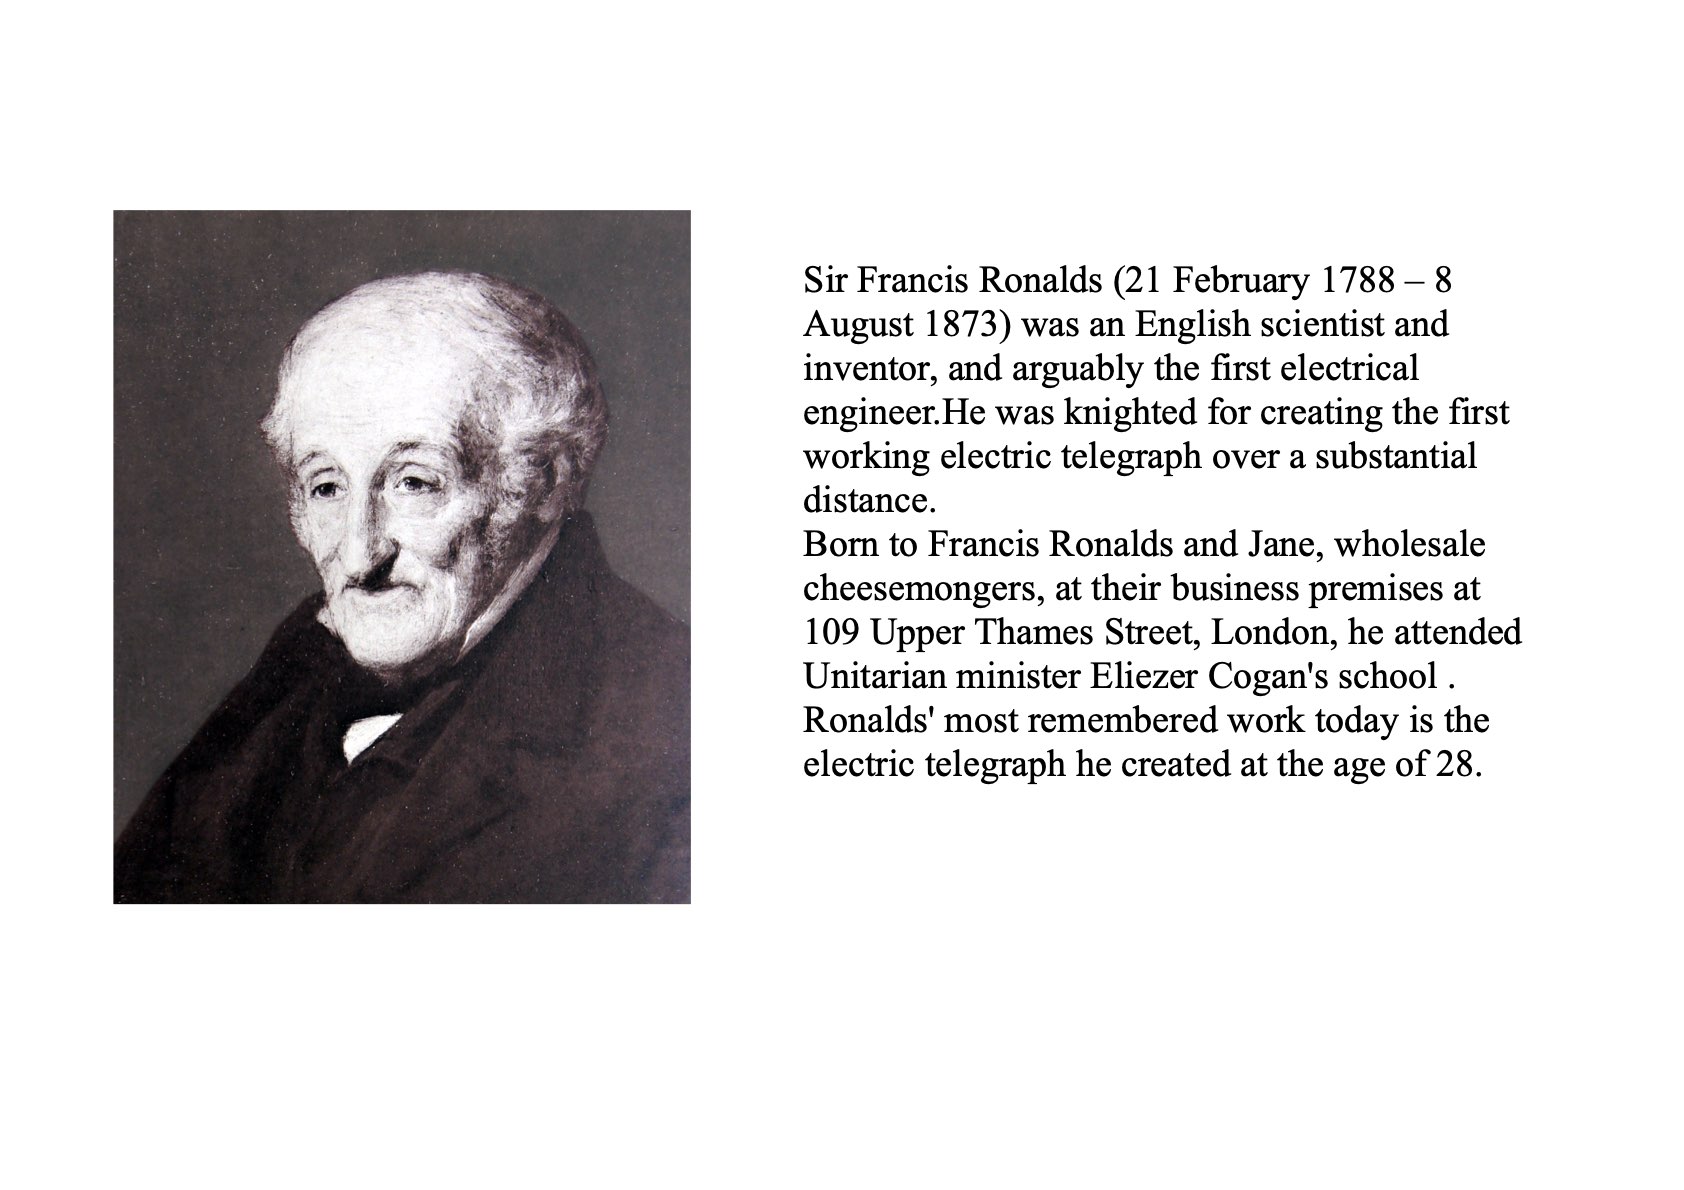 Sir Francis Ronalds (21 February 1788 – 8
August 1873) was an English scientist and
inventor, and arguably the first electrical
engineer.He was knighted for creating the first
working electric telegraph over a substantial
distance.
Born to Francis Ronalds and Jane, wholesale
cheesemongers, at their business premises at
109 Upper Thames Street, London, he attended
Unitarian minister Eliezer Cogan's school .
Ronalds' most remembered work today is the
electric telegraph he created at the age of 28.